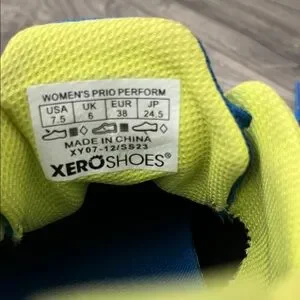 WOMEN'S PRIO PERFORM
USA UK EUR JP
7.5 6 38 24.5
MADE IN CHINA
XY07-12/SS23
XEROSHOES®